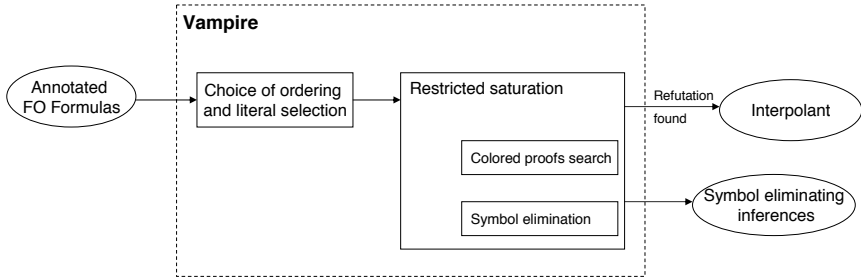 Vampire
Annotated
FO Formulas
Choice of ordering
and literal selection
Restricted saturation
Colored proofs search
Symbol elimination
Refutation
found
Interpolant
Symbol eliminating
inferences